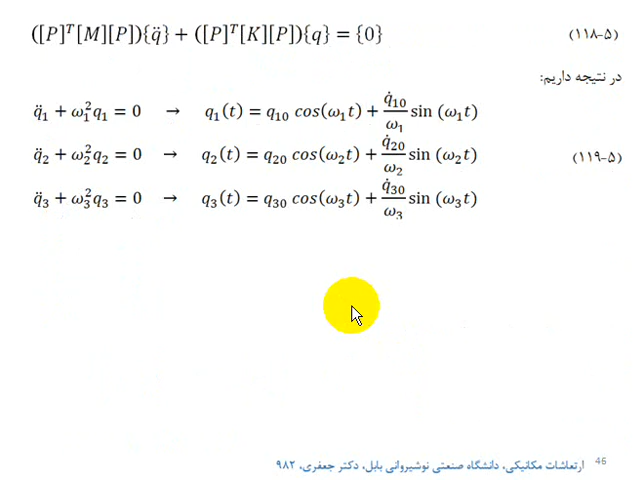 ([P]^T[M][P]){q̈} + ([P]^T[K][P]){q} = {0} (۱۱۸-۵)
در نتیجه داریم:
q̈₁ + ω₁²q₁ = 0 → q₁(t) = q₁₀ cos(ω₁t) + q̇₁₀/ω₁ sin (ω₁t)
q̈₂ + ω₂²q₂ = 0 → q₂(t) = q₂₀ cos(ω₂t) + q̇₂₀/ω₂ sin (ω₂t) (۱۱۹-۵)
q̈₃ + ω₃²q₃ = 0 → q₃(t) = q₃₀ cos(ω₃t) + q̇₃₀/ω₃ sin (ω₃t)
ارتعاشات مکانیکی، دانشگاه صنعتی نوشیروانی بابل، دکتر جعفری، ۹۸۲ 46